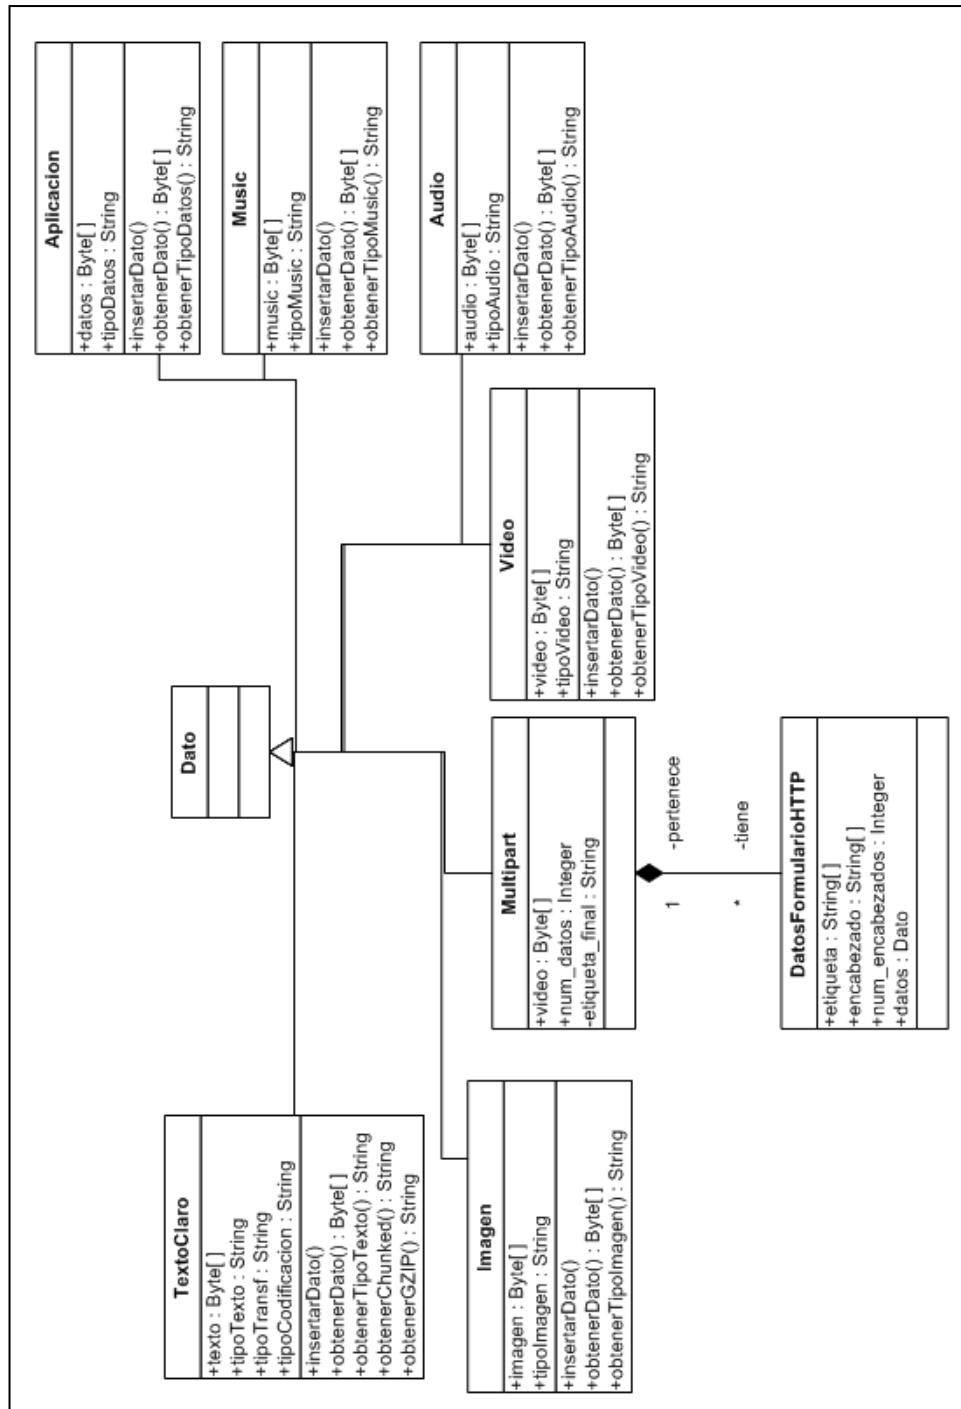 Dato
TextoClaro
+texto : Byte[ ]
+tipoTexto : String
+tipoTransf : String
+tipoCodificacion : String
+insertarDato()
+obtenerDato() : Byte[ ]
+obtenerTipoTexto() : String
+obtenerChunked() : String
+obtenerGZIP() : String
Imagen
+imagen : Byte[ ]
+tipoImagen : String
+insertarDato()
+obtenerDato() : Byte[ ]
+obtenerTipoImagen() : String
Multipart
+video : Byte[ ]
+num_datos : Integer
-etiqueta_final : String
1
-pertenece
*
-tiene
DatosFormularioHTTP
+etiqueta : String[ ]
+encabezado : String[ ]
+num_encabezados : Integer
+datos : Dato
Video
+video : Byte[ ]
+tipoVideo : String
+insertarDato()
+obtenerDato() : Byte[ ]
+obtenerTipoVideo() : String
Audio
+audio : Byte[ ]
+tipoAudio : String
+insertarDato()
+obtenerDato() : Byte[ ]
+obtenerTipoAudio() : String
Music
+music : Byte[ ]
+tipoMusic : String
+insertarDato()
+obtenerDato() : Byte[ ]
+obtenerTipoMusic() : String
Aplicacion
+datos : Byte[ ]
+tipoDatos : String
+insertarDato()
+obtenerDato() : Byte[ ]
+obtenerTipoDatos() : String